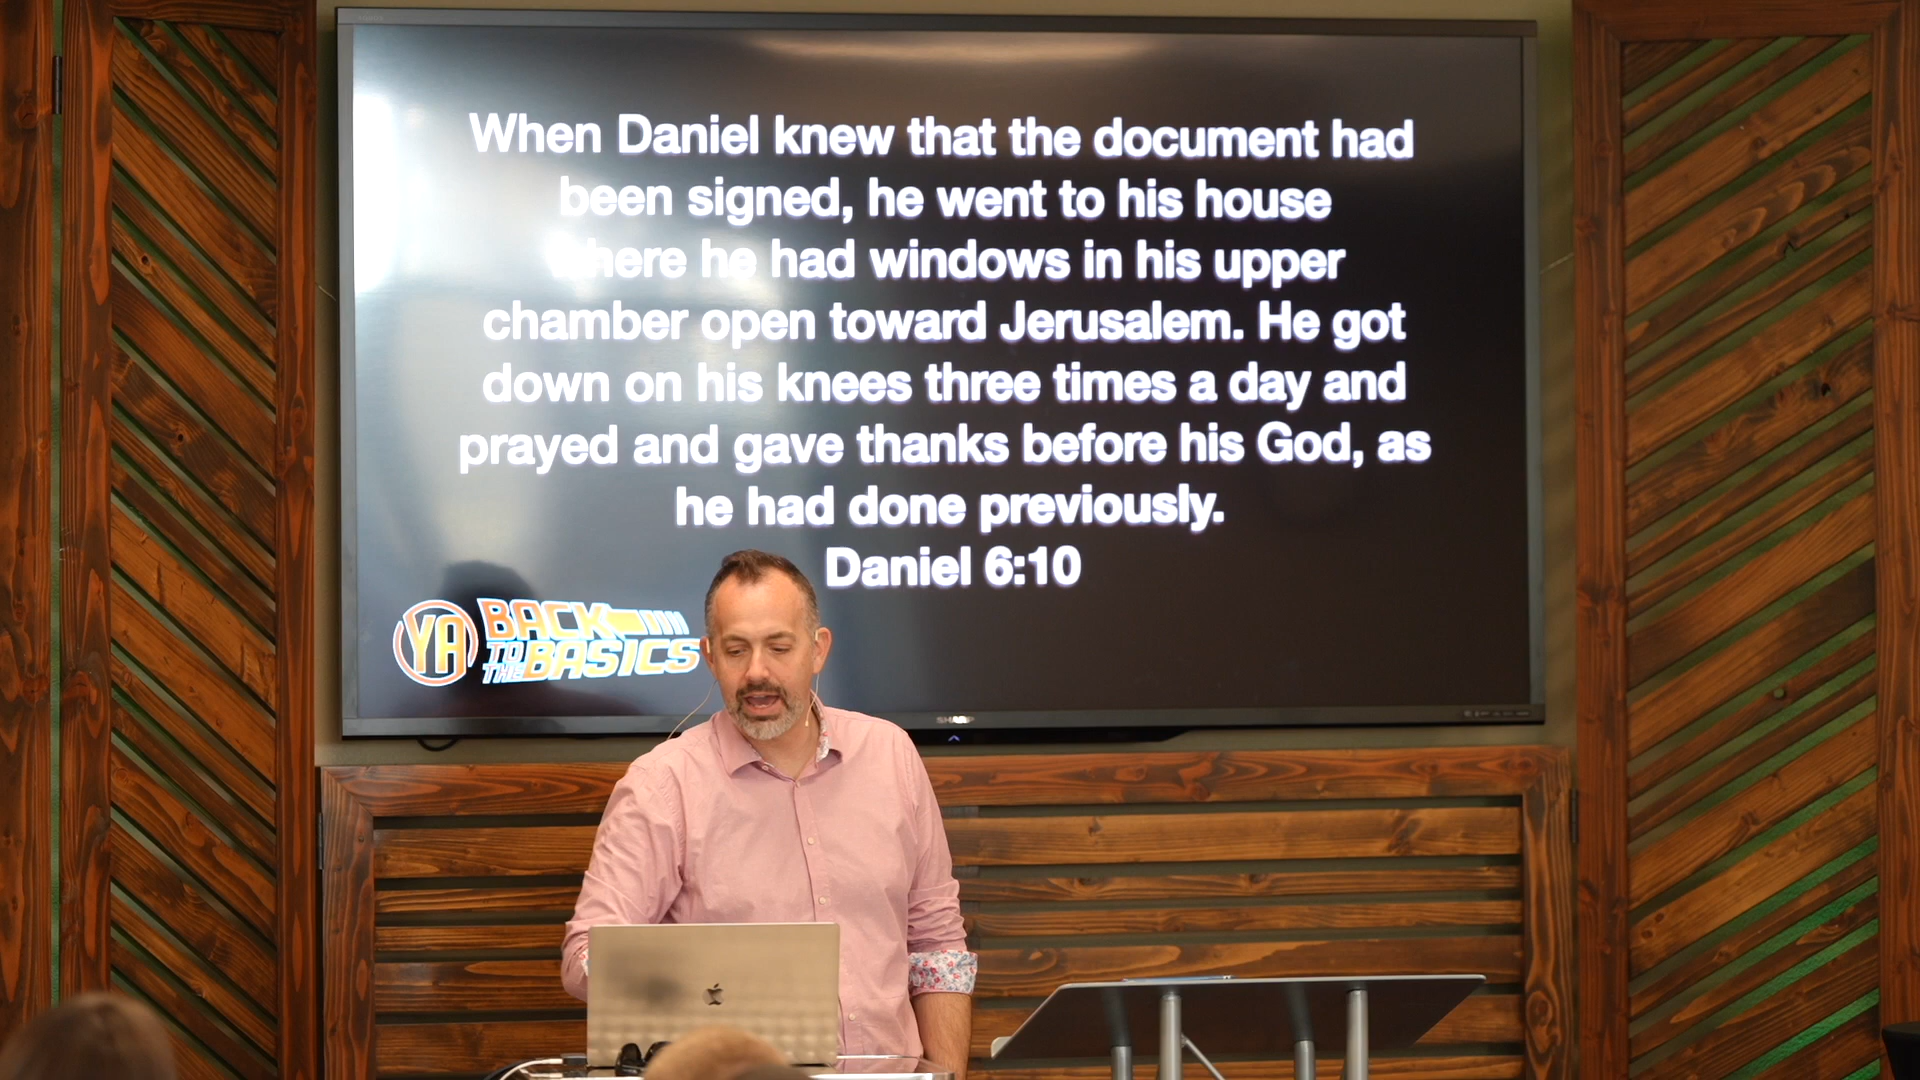 When Daniel knew that the document had
been signed, he went to his house
where he had windows in his upper
chamber open toward Jerusalem. He got
down on his knees three times a day and
prayed and gave thanks before his God, as
he had done previously.
Daniel 6:10
YA
BACK
TO
THE BASICS
SHARP